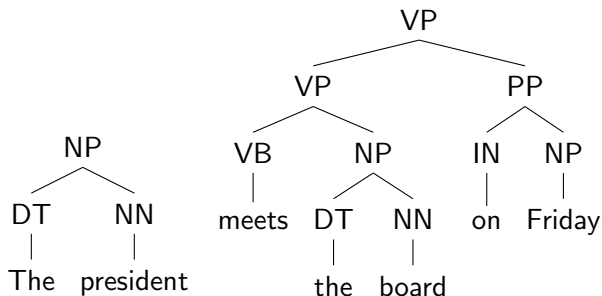 VP
VP PP
NP VB NP IN NP
DT NN meets DT NN on Friday
The president the board